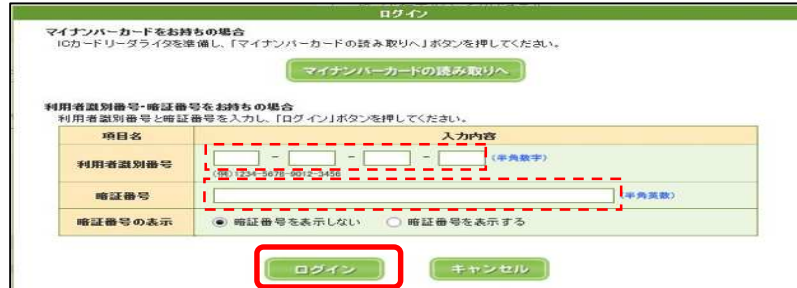 ログイン
マイナンバーカードをお持ちの場合
ICカードリーダライタを準備し、「マイナンバーカードの読み取りへ」ボタンを押してください。
マイナンバーカードの読み取りへ
利用者識別番号・暗証番号をお持ちの場合
利用者識別番号と暗証番号を入力し、「ログイン」ボタンを押してください。
項目名 入力内容
利用者識別番号 - - - (半角数字)
(例)1234-5678-9012-3456
暗証番号 (半角英数)
暗証番号の表示 暗証番号を表示しない 暗証番号を表示する
ログイン キャンセル